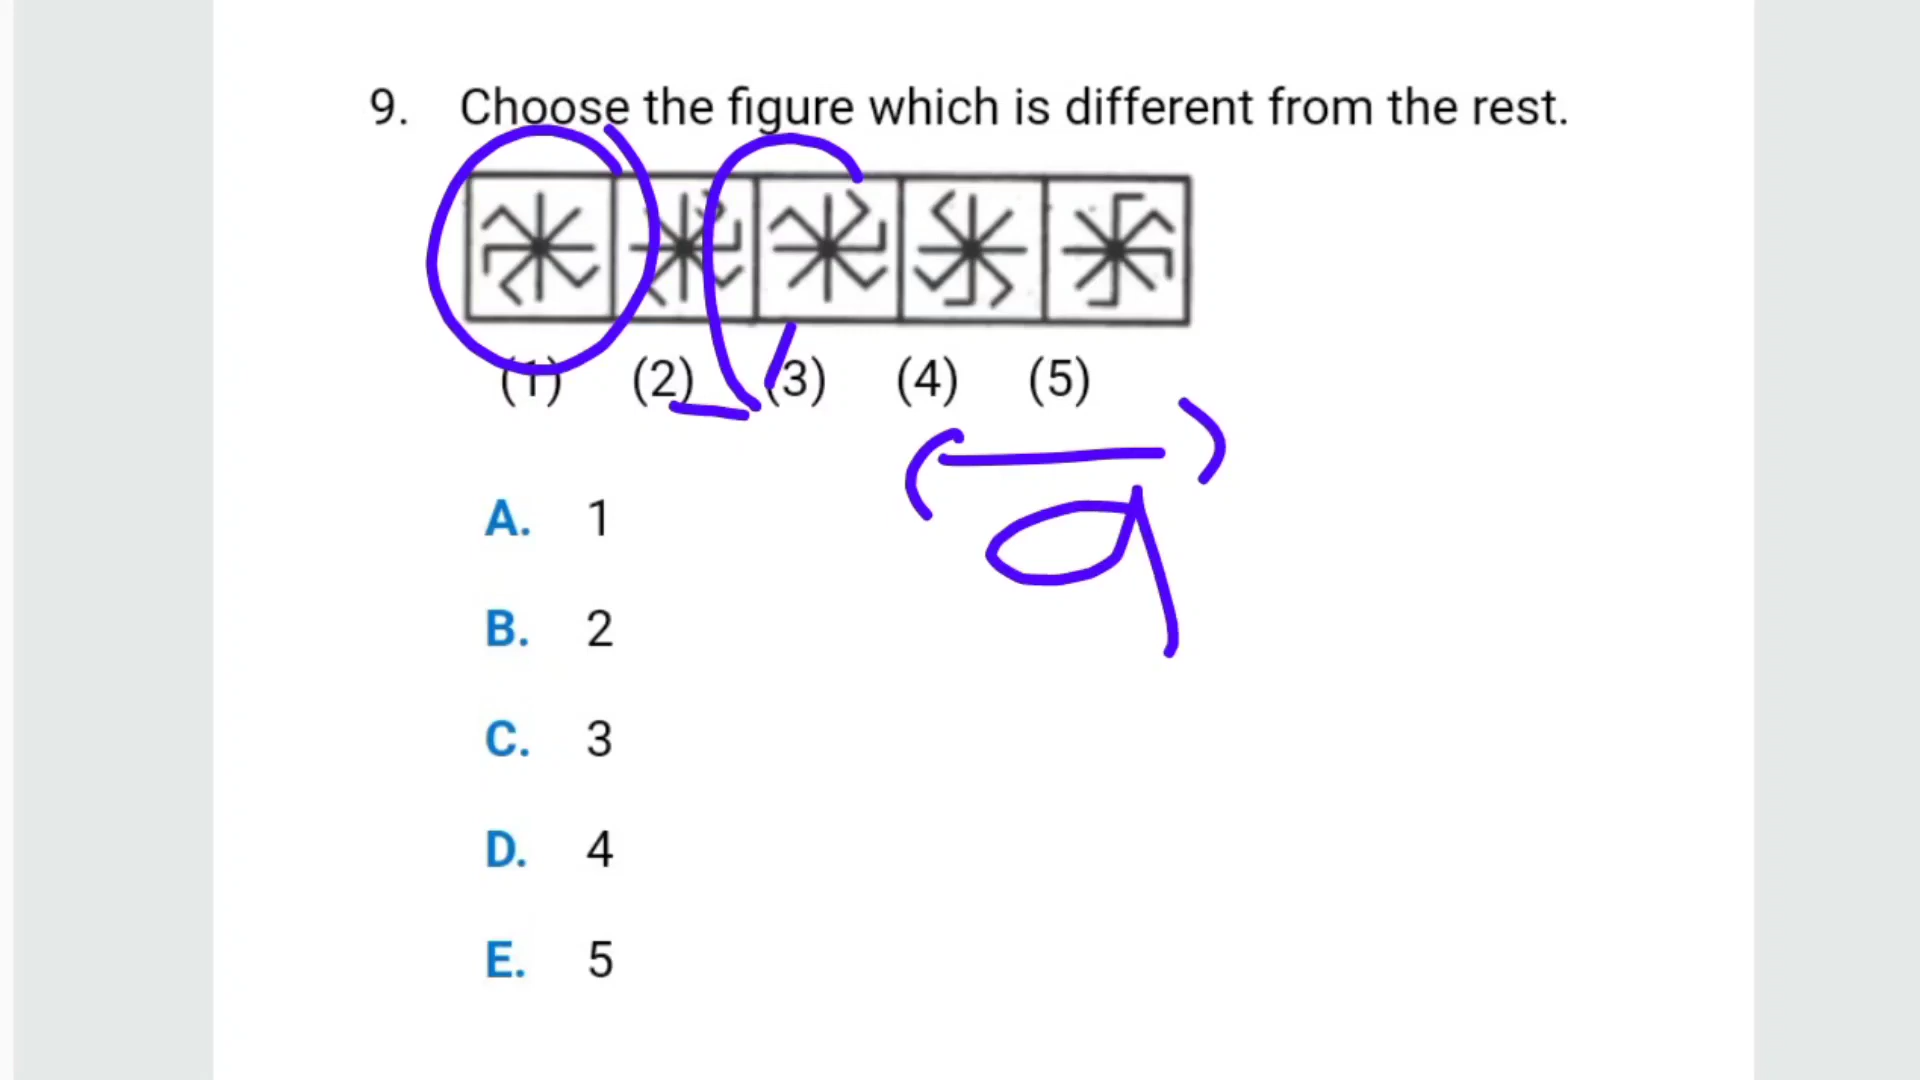 9. Choose the figure which is different from the rest.
(1) (2) (3) (4) (5)
A. 1
B. 2
C. 3
D. 4
E. 5